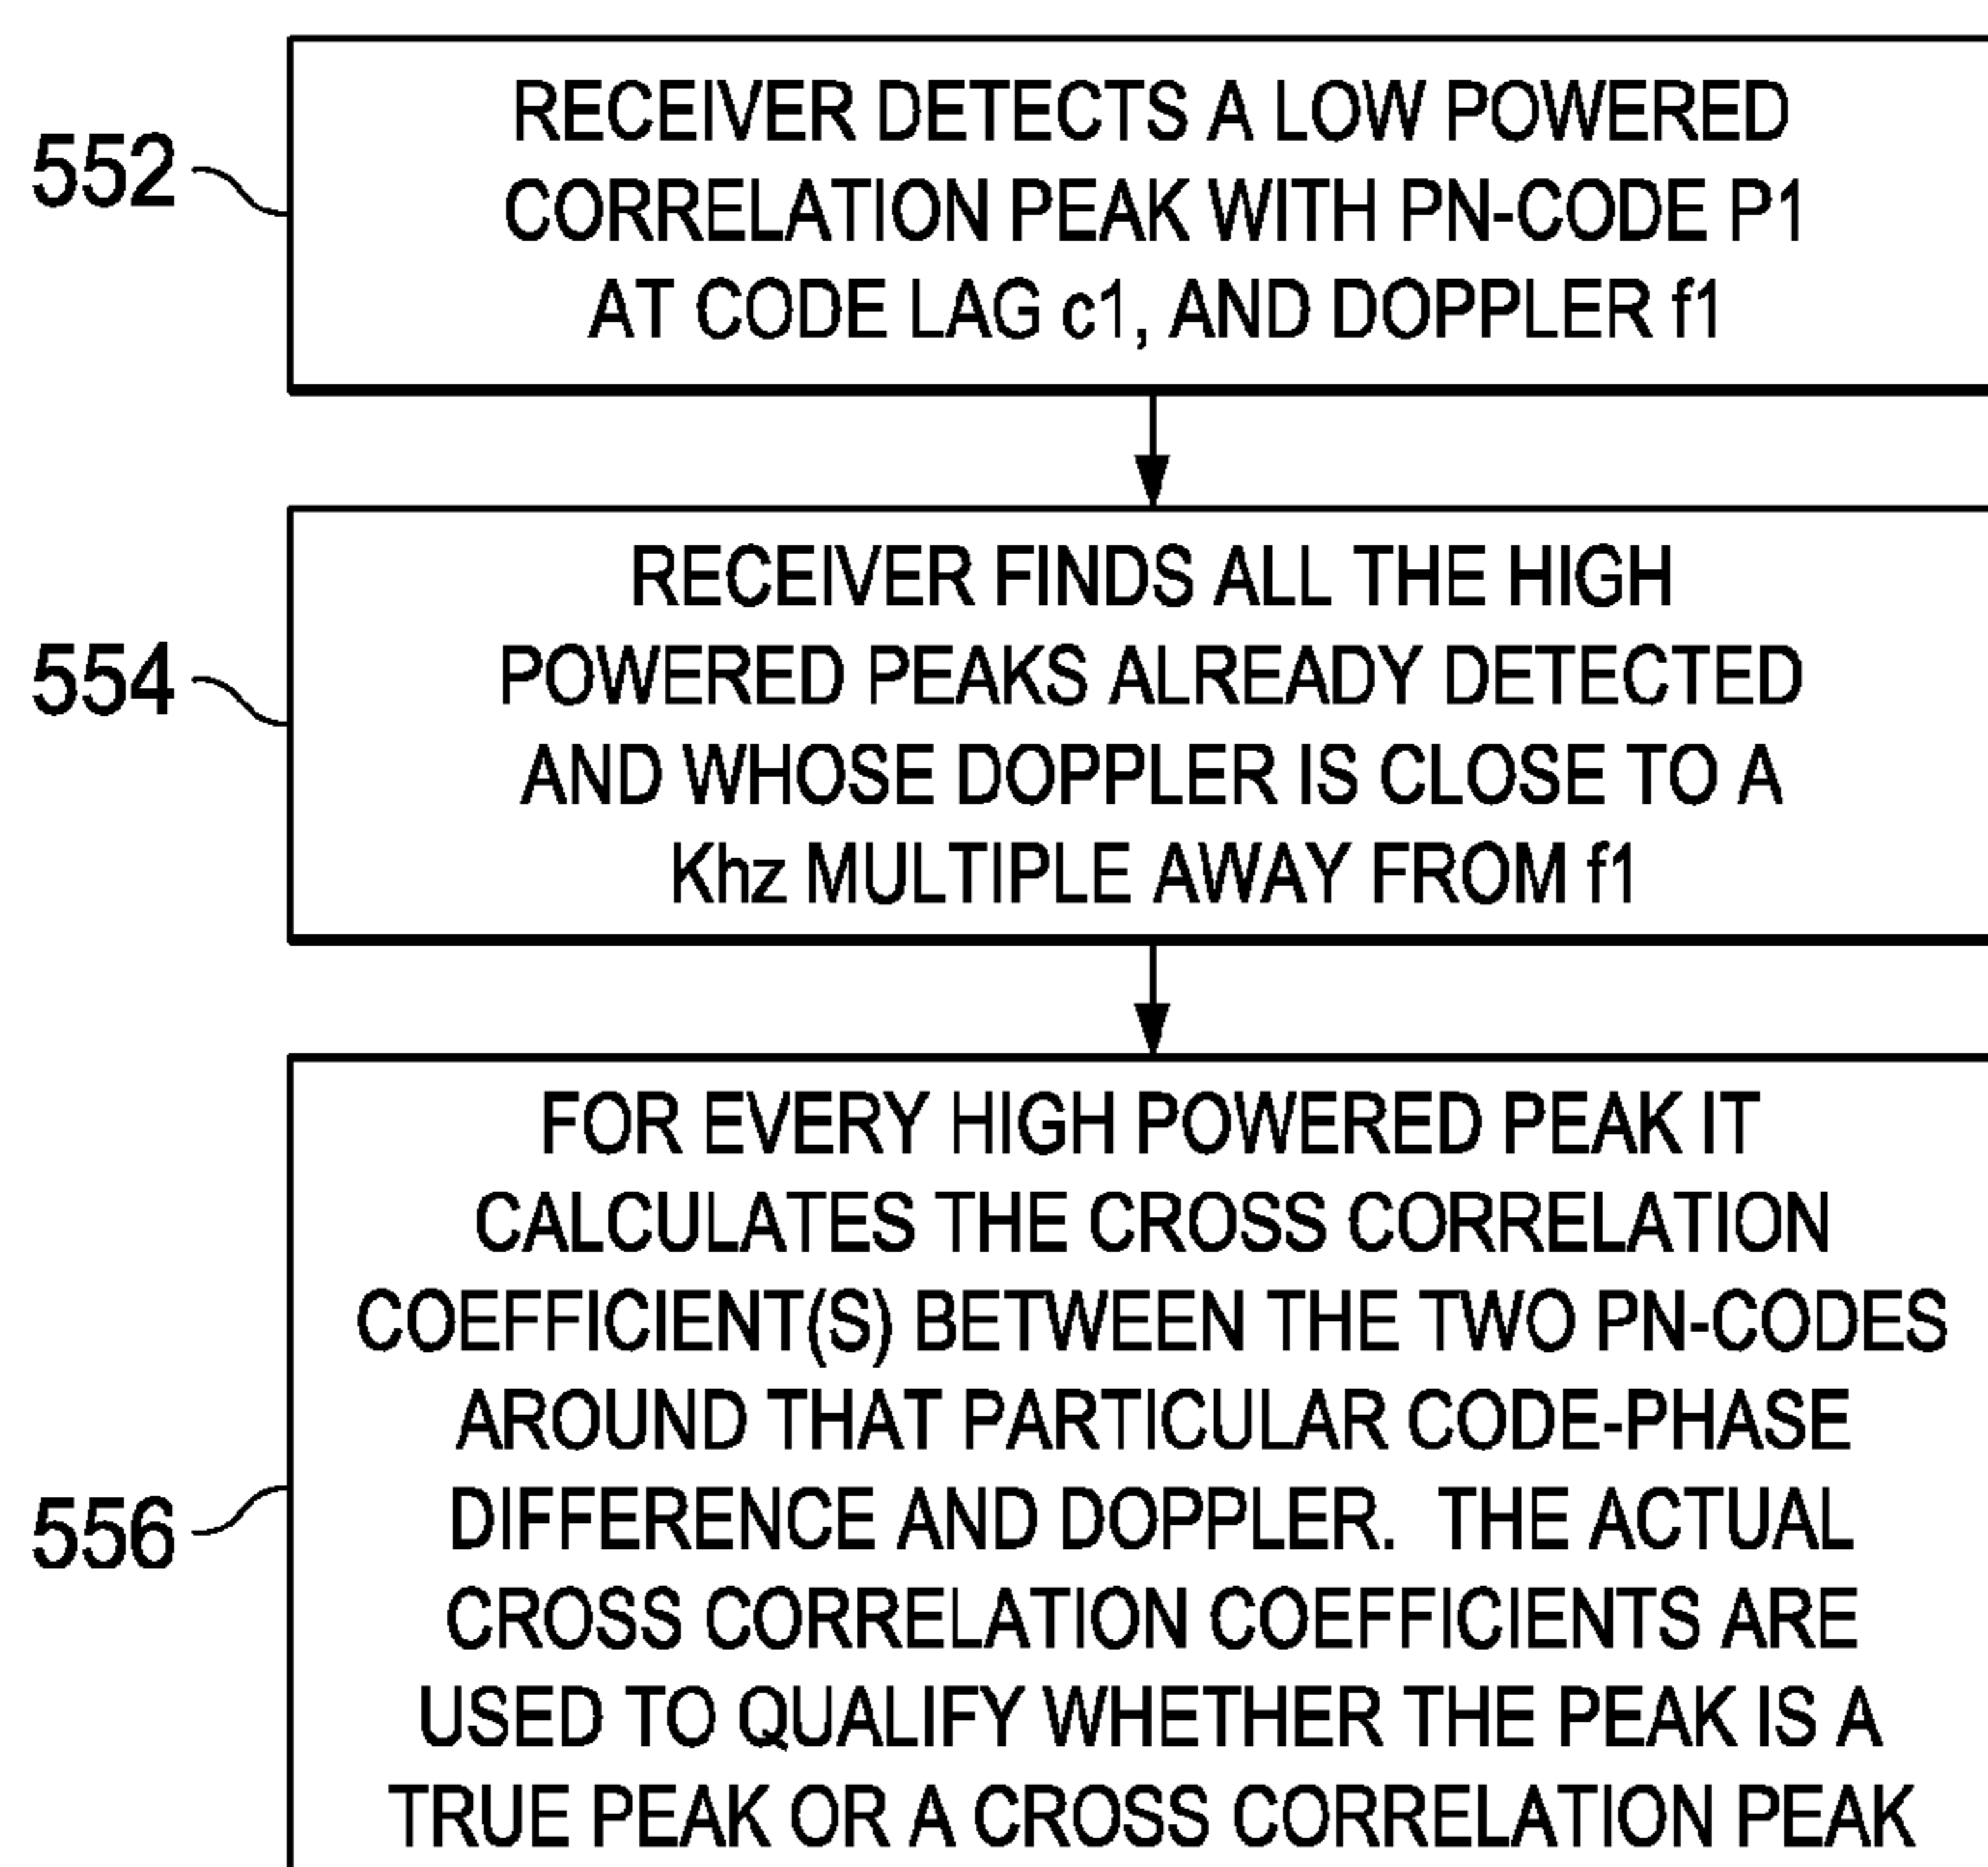 552
RECEIVER DETECTS A LOW POWERED
CORRELATION PEAK WITH PN-CODE P1
AT CODE LAG c1, AND DOPPLER f1
554
RECEIVER FINDS ALL THE HIGH
POWERED PEAKS ALREADY DETECTED
AND WHOSE DOPPLER IS CLOSE TO A
Khz MULTIPLE AWAY FROM f1
556
FOR EVERY HIGH POWERED PEAK IT
CALCULATES THE CROSS CORRELATION
COEFFICIENT(S) BETWEEN THE TWO PN-CODES
AROUND THAT PARTICULAR CODE-PHASE
DIFFERENCE AND DOPPLER. THE ACTUAL
CROSS CORRELATION COEFFICIENTS ARE
USED TO QUALIFY WHETHER THE PEAK IS A
TRUE PEAK OR A CROSS CORRELATION PEAK